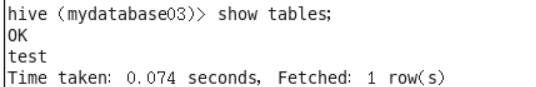 hive (mydatabase03)> show tables;
OK
test
Time taken: 0.074 seconds, Fetched: 1 row(s)